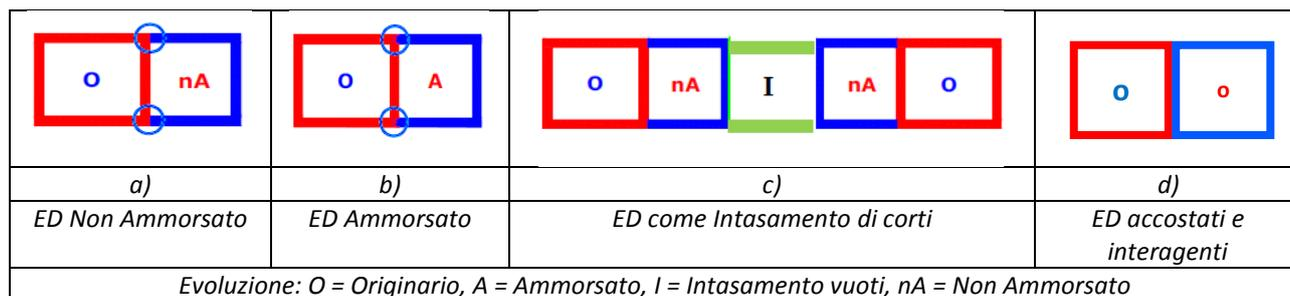 O nA
O A
O nA I nA O
O o
a) b) c) d)
ED Non Ammorsato ED Ammorsato ED come Intasamento di corti ED accostati e
interagenti
Evoluzione: O = Originario, A = Ammorsato, I = Intasamento vuoti, nA = Non Ammorsato